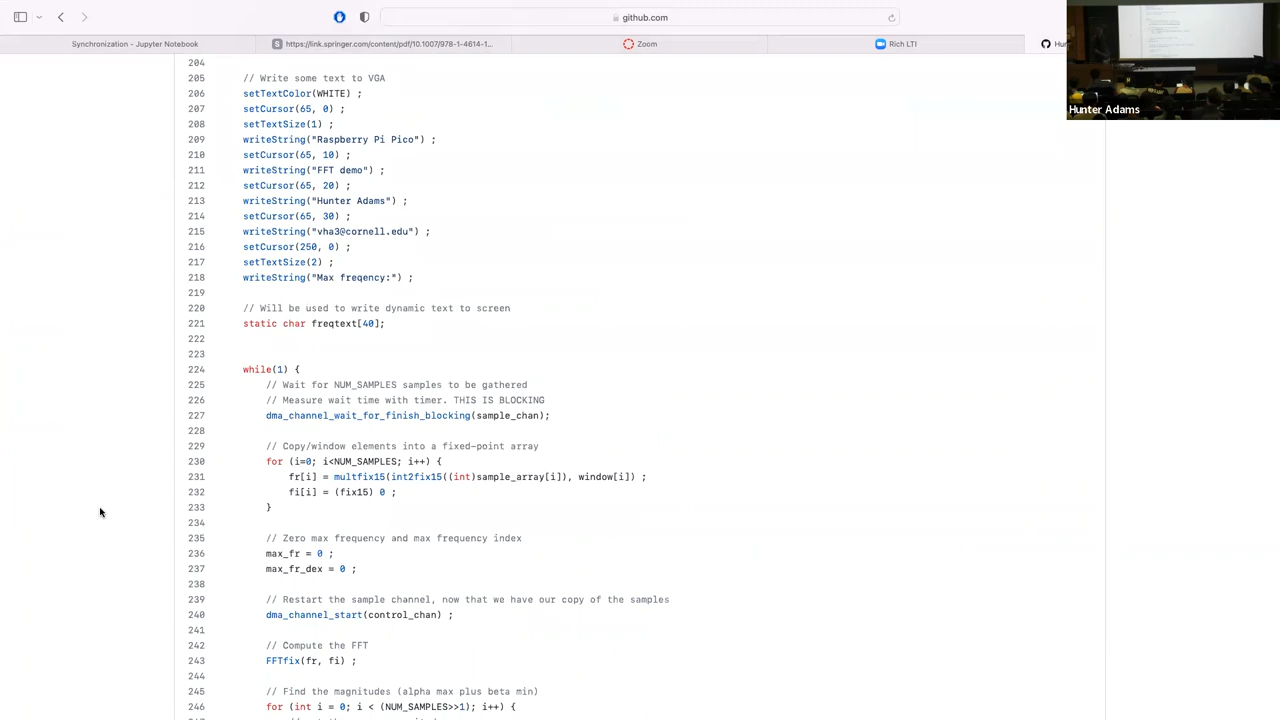 github.com
Synchronization - Jupyter Notebook
S https://link.springer.com/content/pdf/10.1007/978-1-4614-1...
Zoom
Rich LTI
Hun
Hunter Adams
204
205 // Write some text to VGA
206 setTextColor(WHITE) ;
207 setCursor(65, 0) ;
208 setTextSize(1) ;
209 writeString("Raspberry Pi Pico") ;
210 setCursor(65, 10) ;
211 writeString("FFT demo") ;
212 setCursor(65, 20) ;
213 writeString("Hunter Adams") ;
214 setCursor(65, 30) ;
215 writeString("vha3@cornell.edu") ;
216 setCursor(250, 0) ;
217 setTextSize(2) ;
218 writeString("Max freqency:") ;
219
220 // Will be used to write dynamic text to screen
221 static char freqtext[40];
222
223
224 while(1) {
225 // Wait for NUM_SAMPLES samples to be gathered
226 // Measure wait time with timer. THIS IS BLOCKING
227 dma_channel_wait_for_finish_blocking(sample_chan);
228
229 // Copy/window elements into a fixed-point array
230 for (i=0; i<NUM_SAMPLES; i++) {
231 fr[i] = multfix15(int2fix15((int)sample_array[i]), window[i]) ;
232 fi[i] = (fix15) 0 ;
233 }
234
235 // Zero max frequency and max frequency index
236 max_fr = 0 ;
237 max_fr_dex = 0 ;
238
239 // Restart the sample channel, now that we have our copy of the samples
240 dma_channel_start(control_chan) ;
241
242 // Compute the FFT
243 FFTfix(fr, fi) ;
244
245 // Find the magnitudes (alpha max plus beta min)
246 for (int i = 0; i < (NUM_SAMPLES>>1); i++) {